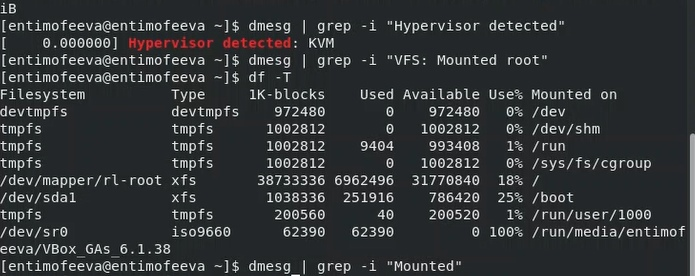 iB
[entimofeeva@entimofeeva ~]$ dmesg | grep -i "Hypervisor detected"
[    0.000000] Hypervisor detected: KVM
[entimofeeva@entimofeeva ~]$ dmesg | grep -i "VFS: Mounted root"
[entimofeeva@entimofeeva ~]$ df -T
Filesystem          Type     1K-blocks    Used Available Use% Mounted on
devtmpfs            devtmpfs    972480       0    972480   0% /dev
tmpfs               tmpfs      1002812       0   1002812   0% /dev/shm
tmpfs               tmpfs      1002812    9404    993408   1% /run
tmpfs               tmpfs      1002812       0   1002812   0% /sys/fs/cgroup
/dev/mapper/rl-root xfs       38733336 6962496  31770840  18% /
/dev/sda1           xfs        1038336  251916    786420  25% /boot
tmpfs               tmpfs       200560      40    200520   1% /run/user/1000
/dev/sr0            iso9660      62390   62390         0 100% /run/media/entimof
eeva/VBox_GAs_6.1.38
[entimofeeva@entimofeeva ~]$ dmesg | grep -i "Mounted"